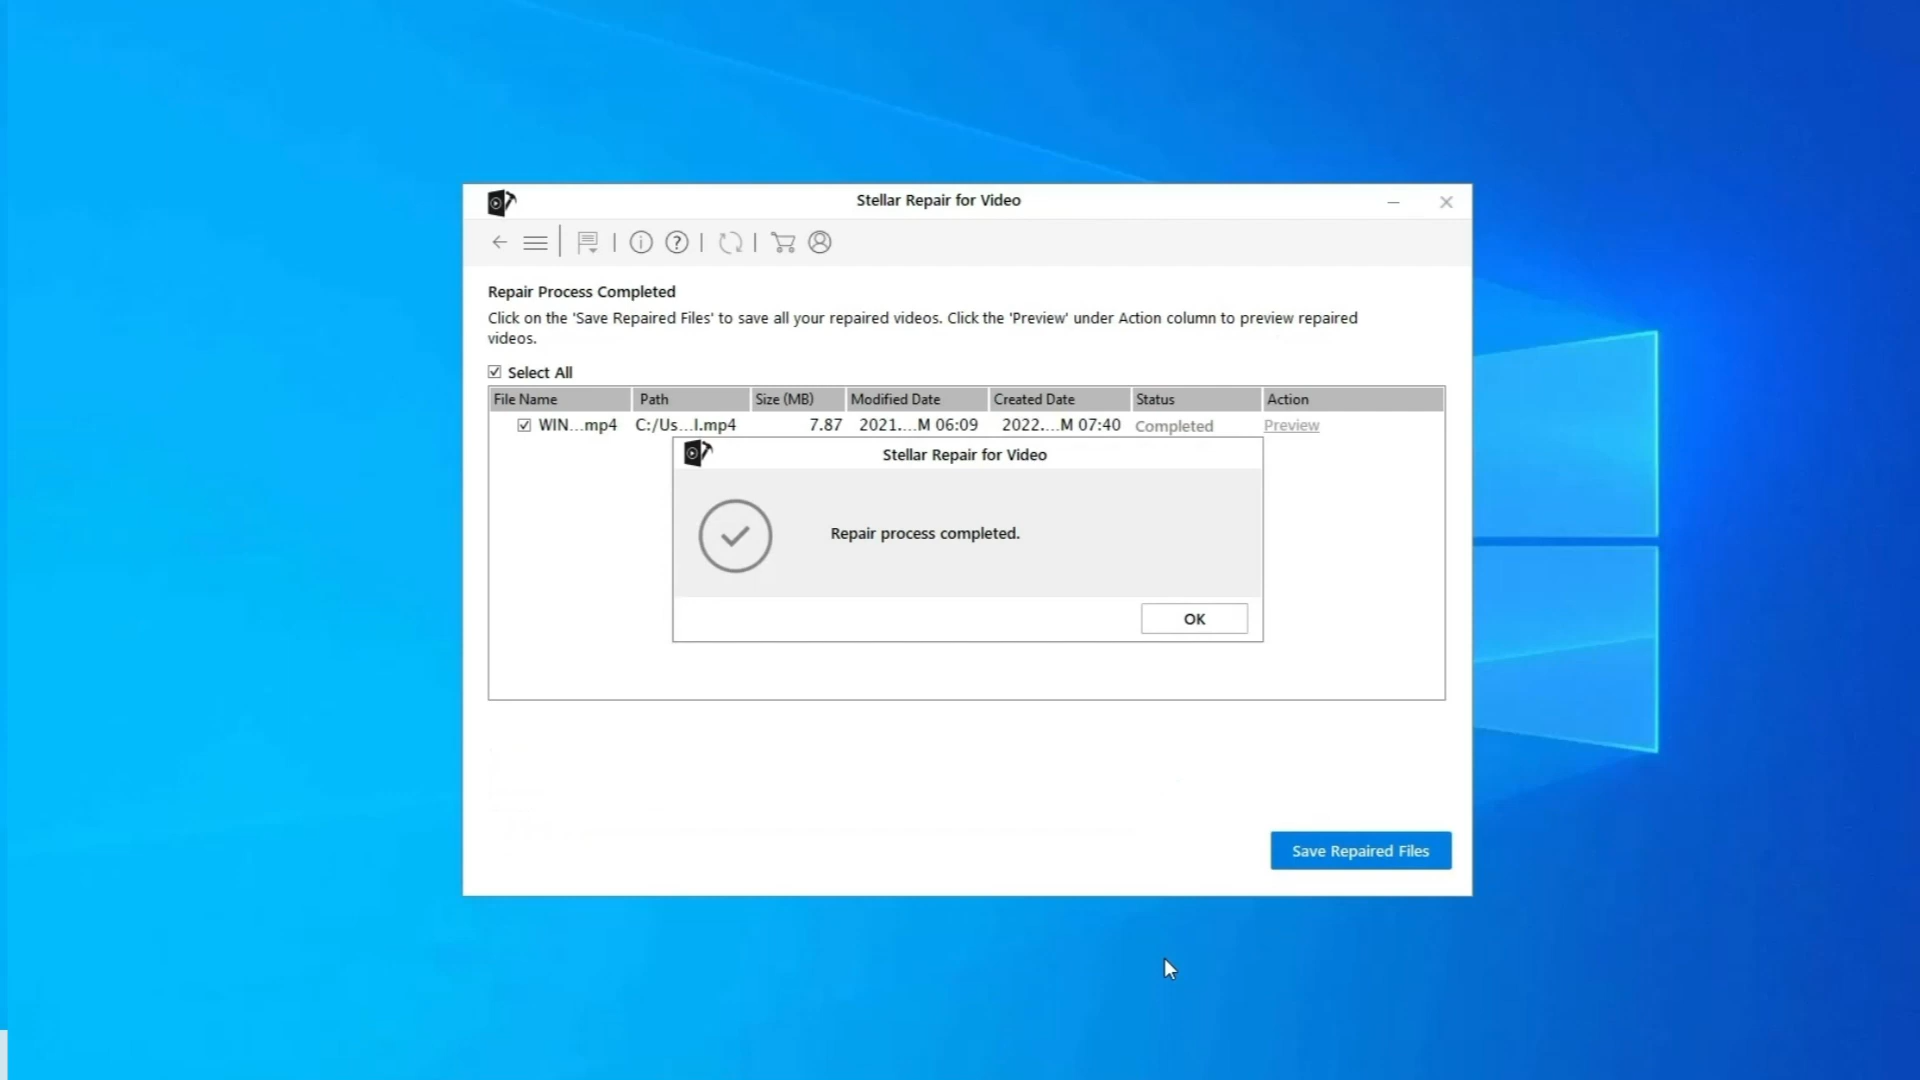 Stellar Repair for Video
Repair Process Completed
Click on the 'Save Repaired Files' to save all your repaired videos. Click the 'Preview' under Action column to preview repaired
videos.
Select All
File Name Path Size (MB) Modified Date Created Date Status Action
WIN...mp4 C:/Us...l.mp4 7.87 2021....M 06:09 2022....M 07:40 Completed Preview
Stellar Repair for Video
Repair process completed.
OK
Save Repaired Files